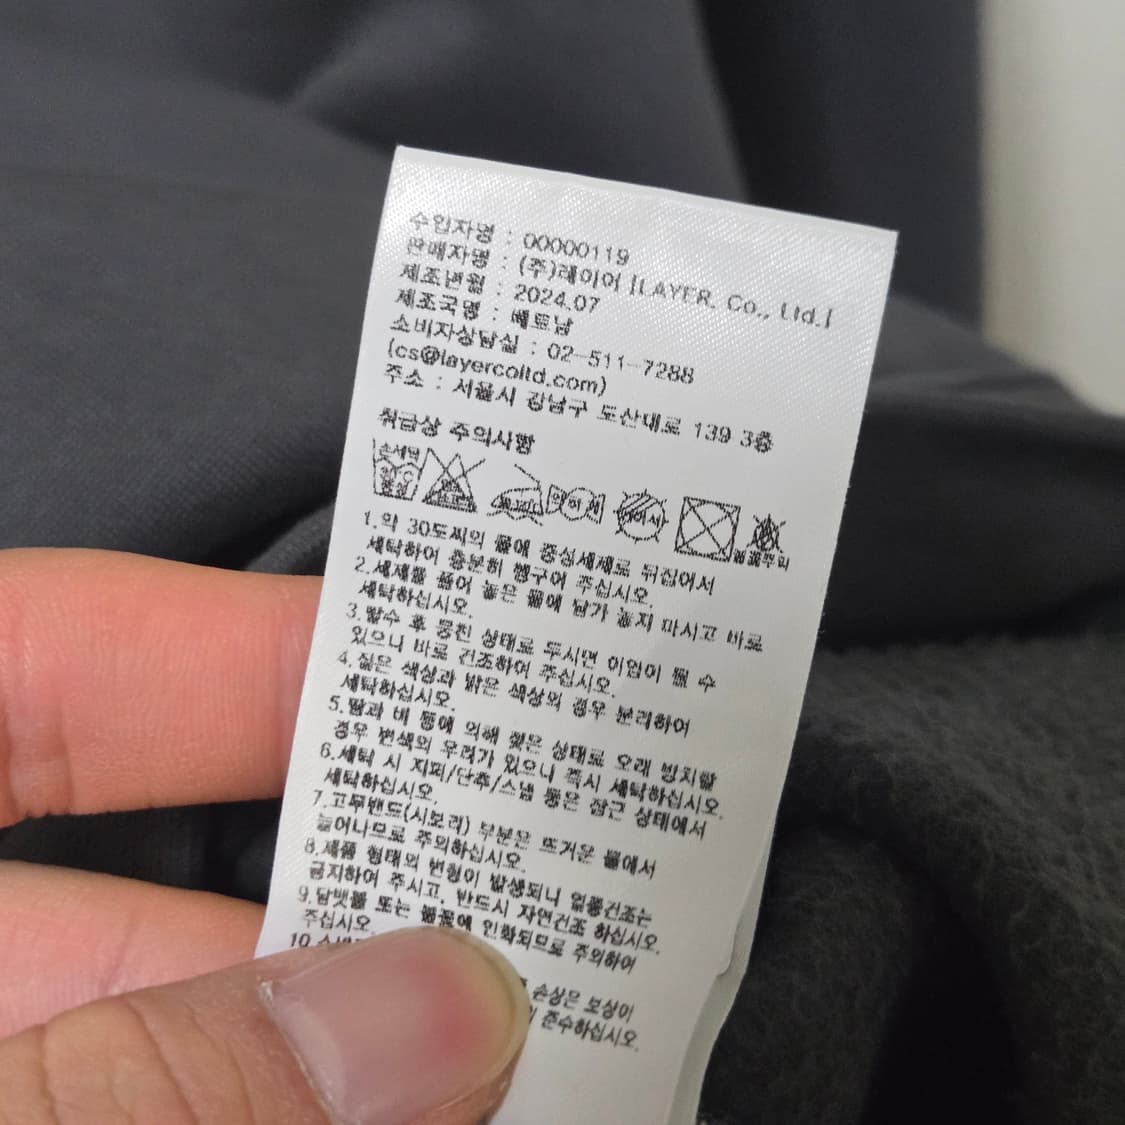 수입자명 : 00000119
판매자명 : (주)레이어 [LAYER. Co., Ltd.]
제조년월 : 2024.07
제조국명 : 베트남
소비자상담실 : 02-511-7288
(cs@layercoltd.com)
주소 : 서울시 강남구 도산대로 139 3층
취급상 주의사항
손세탁 30℃ 중성
1.약 30도씨의 물에 중성세제로 뒤집어서
세탁하여 충분히 헹구어 주십시오.
2.세제를 풀어 놓은 물에 담가 놓지 마시고 바로
세탁하십시오.
3.탈수 후 뭉친 상태로 두시면 이염이 될 수
있으니 바로 건조하여 주십시오.
4.짙은 색상과 밝은 색상의 경우 분리하여
세탁하십시오.
5.땀과 비 등에 의해 젖은 상태로 오래 방치할
경우 변색의 우려가 있으니 즉시 세탁하십시오.
6.세탁 시 지퍼/단추/스냅 등은 잠근 상태에서
세탁하십시오.
7.고무밴드(시보리) 부분은 뜨거운 물에서
늘어나므로 주의하십시오.
8.제품 형태의 변형이 발생되니 열풍건조는
금지하여 주시고, 반드시 자연건조 하십시오.
9.담뱃불 또는 불꽃에 인화되므로 주의하여
주십시오.
10.
손상은 보상이
준수하십시오.